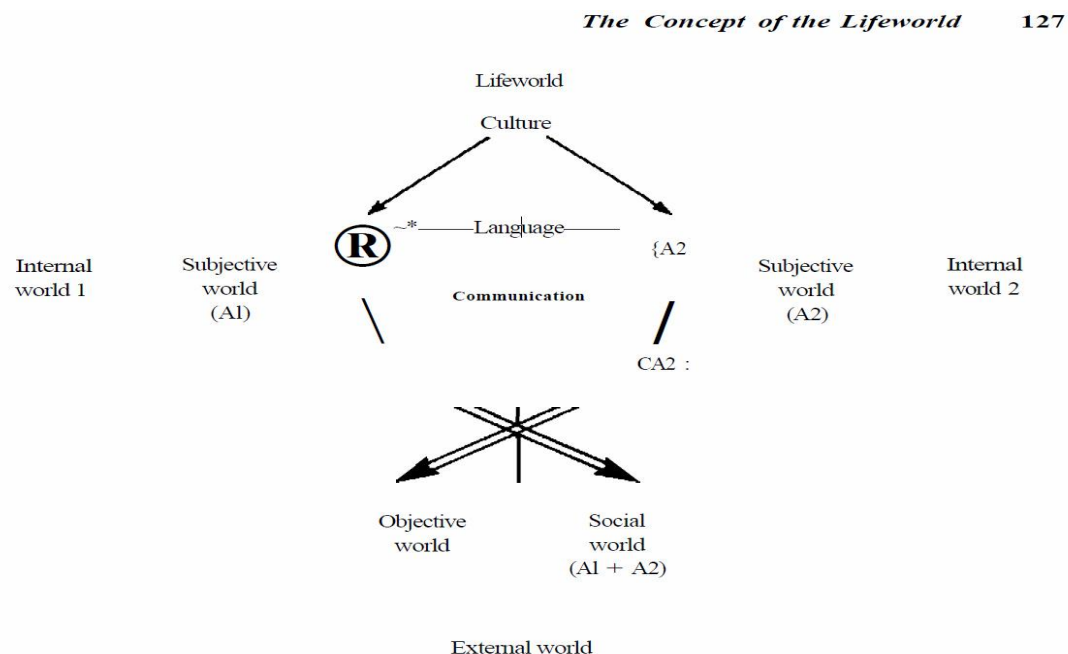 The Concept of the Lifeworld 127
Lifeworld
Culture
® ~*——Language——
{A2
Internal
world 1
Subjective
world
(A1)
Communication
Subjective
world
(A2)
Internal
world 2
CA2 :
Objective
world
Social
world
(Al + A2)
External world